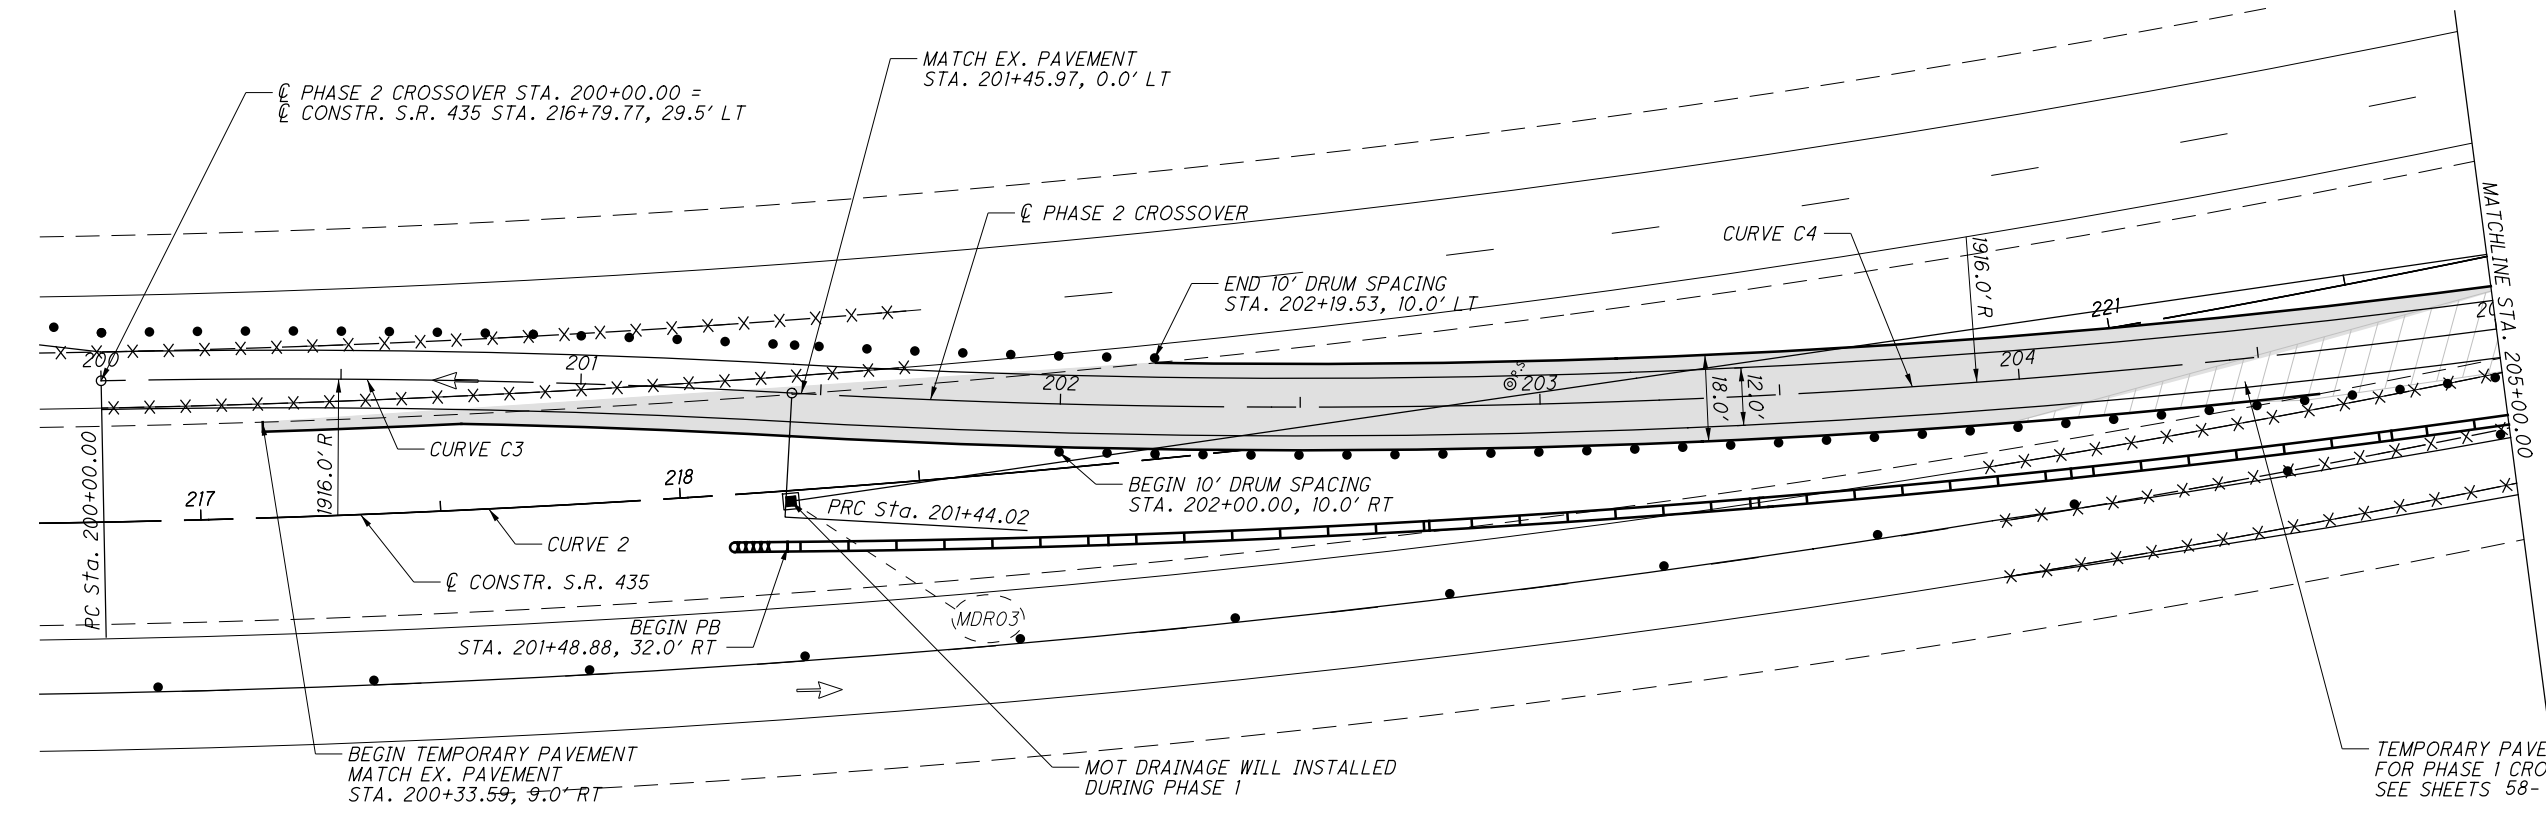 MATCH EX. PAVEMENT
STA. 201+45.97, 0.0' LT
℄ PHASE 2 CROSSOVER STA. 200+00.00 =
℄ CONSTR. S.R. 435 STA. 216+79.77, 29.5' LT
℄ PHASE 2 CROSSOVER
CURVE C4
1916.0' R
END 10' DRUM SPACING
STA. 202+19.53, 10.0' LT
MATCHLINE STA. 205+00.00
221
200
201
202
203
204
18.0'
12.0'
CURVE C3
1916.0' R
PC Sta. 200+00.00
217
218
BEGIN 10' DRUM SPACING
STA. 202+00.00, 10.0' RT
PRC Sta. 201+44.02
CURVE 2
℄ CONSTR. S.R. 435
MDR03
BEGIN PB
STA. 201+48.88, 32.0' RT
BEGIN TEMPORARY PAVEMENT
MATCH EX. PAVEMENT
STA. 200+33.59, 9.0' RT
MOT DRAINAGE WILL INSTALLED
DURING PHASE 1
TEMPORARY PAVE
FOR PHASE 1 CRO
SEE SHEETS 58-